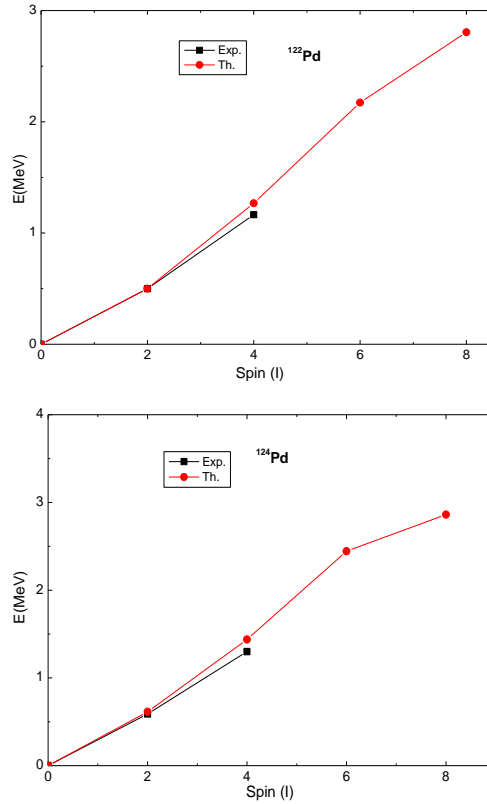 3
Exp.
Th.
¹²²Pd
2
E(MeV)
1
0
0 2 4 6 8
Spin (I)
4
Exp.
Th.
¹²⁴Pd
3
E(MeV)
2
1
0
0 2 4 6 8
Spin (I)